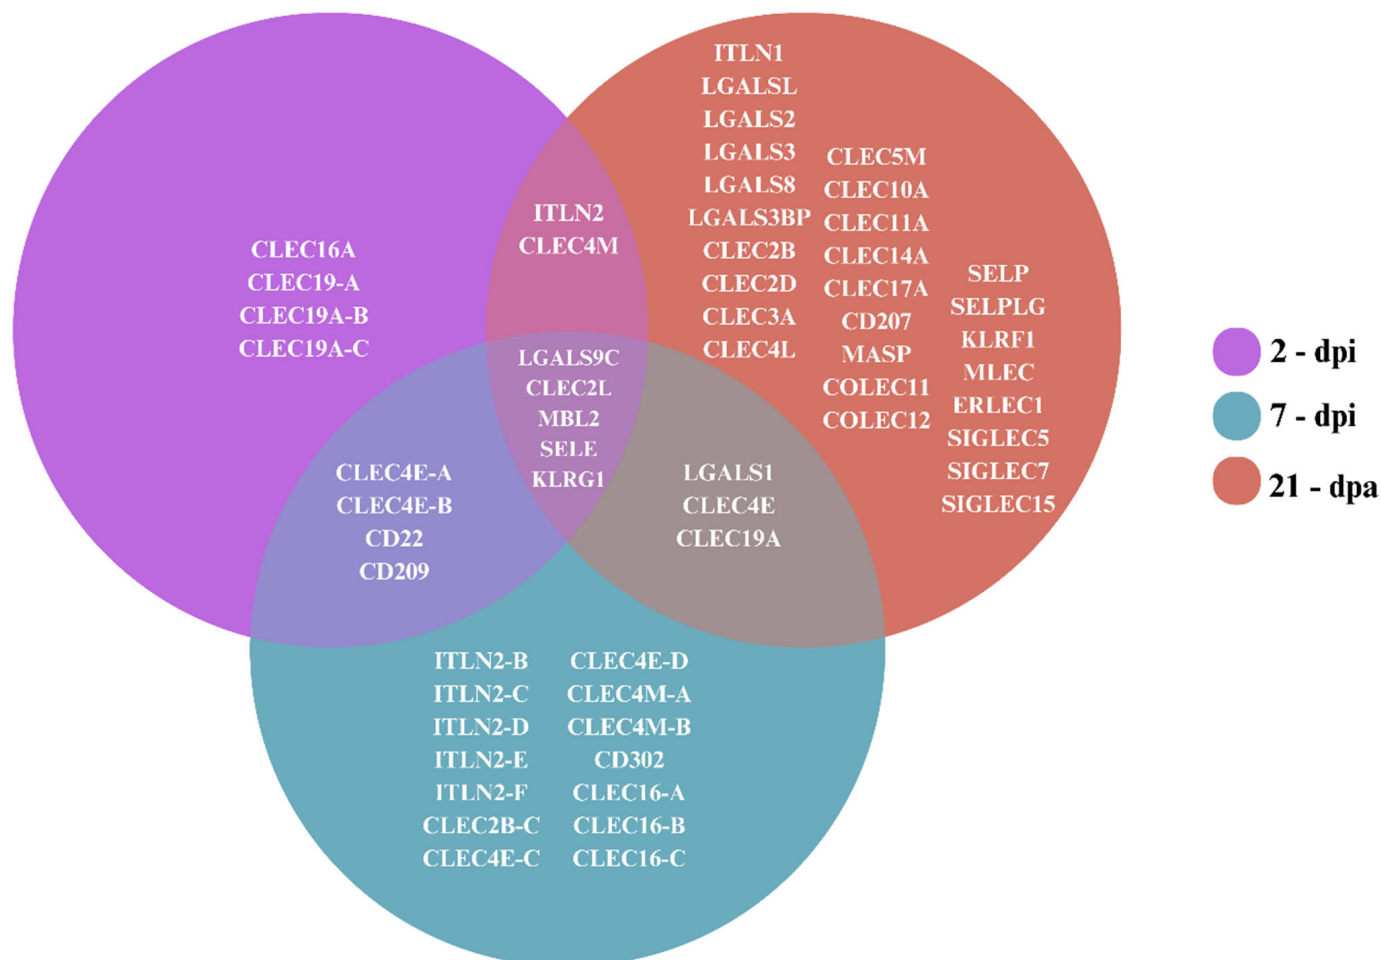 CLEC16A
CLEC19-A
CLEC19A-B
CLEC19A-C
ITLN2
CLEC4M
ITLN1
LGALSL
LGALS2
LGALS3
LGALS8
LGALS3BP
CLEC2B
CLEC2D
CLEC3A
CLEC4L
CLEC5M
CLEC10A
CLEC11A
CLEC14A
CLEC17A
CD207
MASP
COLEC11
COLEC12
SELP
SELPLG
KLRF1
MLEC
ERLEC1
SIGLEC5
SIGLEC7
SIGLEC15
LGALS9C
CLEC2L
MBL2
SELE
KLRG1
CLEC4E-A
CLEC4E-B
CD22
CD209
LGALS1
CLEC4E
CLEC19A
ITLN2-B
ITLN2-C
ITLN2-D
ITLN2-E
ITLN2-F
CLEC2B-C
CLEC4E-C
CLEC4E-D
CLEC4M-A
CLEC4M-B
CD302
CLEC16-A
CLEC16-B
CLEC16-C
2 - dpi
7 - dpi
21 - dpa